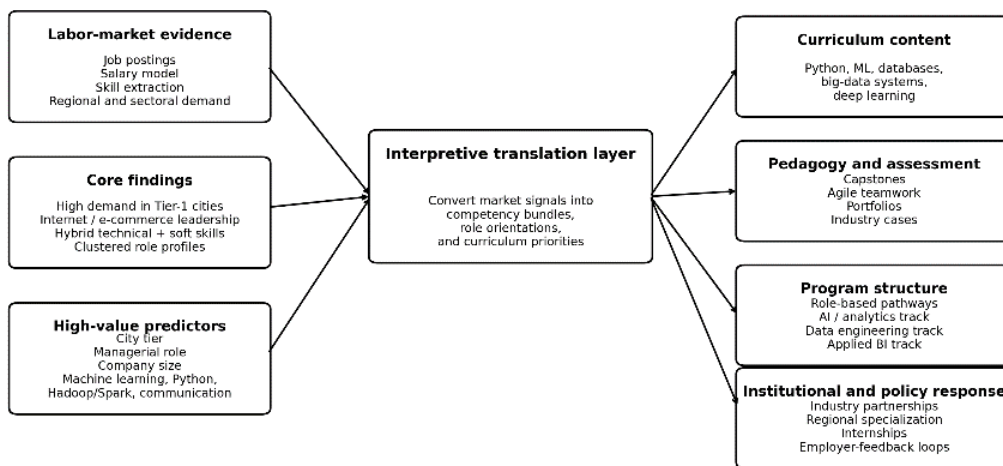 Labor-market evidence
Job postings
Salary model
Skill extraction
Regional and sectoral demand
Core findings
High demand in Tier-1 cities
Internet / e-commerce leadership
Hybrid technical + soft skills
Clustered role profiles
High-value predictors
City tier
Managerial role
Company size
Machine learning, Python,
Hadoop/Spark, communication
Interpretive translation layer
Convert market signals into
competency bundles,
role orientations,
and curriculum priorities
Curriculum content
Python, ML, databases,
big-data systems,
deep learning
Pedagogy and assessment
Capstones
Agile teamwork
Portfolios
Industry cases
Program structure
Role-based pathways
AI / analytics track
Data engineering track
Applied BI track
Institutional and policy response
Industry partnerships
Regional specialization
Internships
Employer-feedback loops